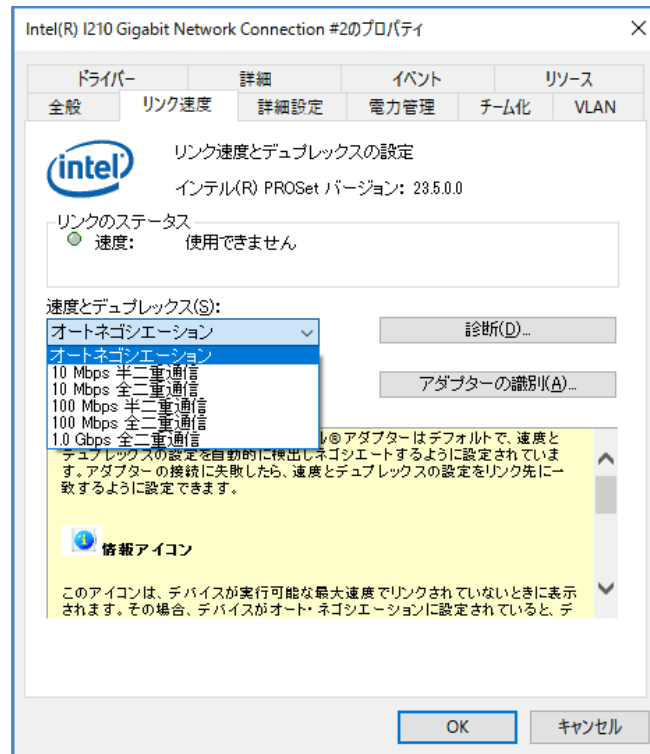 Intel(R) I210 Gigabit Network Connection #2のプロパティ
ドライバー 詳細 イベント リソース
全般 リンク速度 詳細設定 電力管理 チーム化 VLAN
intel
リンク速度とデュプレックスの設定
インテル(R) PROSet バージョン: 23.5.0.0
リンクのステータス
速度: 使用できません
速度とデュプレックス(S):
オートネゴシエーション
診断(D)...
オートネゴシエーション
10 Mbps 半二重通信
10 Mbps 全二重通信
アダプターの識別(A)...
100 Mbps 半二重通信
100 Mbps 全二重通信
1.0 Gbps 全二重通信
ル® アダプターはデフォルトで、速度と
デュプレックスの設定を自動的に検出しネゴシエートするように設定されていま
す。アダプターの接続に失敗したら、速度とデュプレックスの設定をリンク先に一
致するように設定できます。
情報アイコン
このアイコンは、デバイスが実行可能な最大速度でリンクされていないときに表示
されます。その場合、デバイスがオート・ネゴシエーションに設定されていると、デ
OK キャンセル